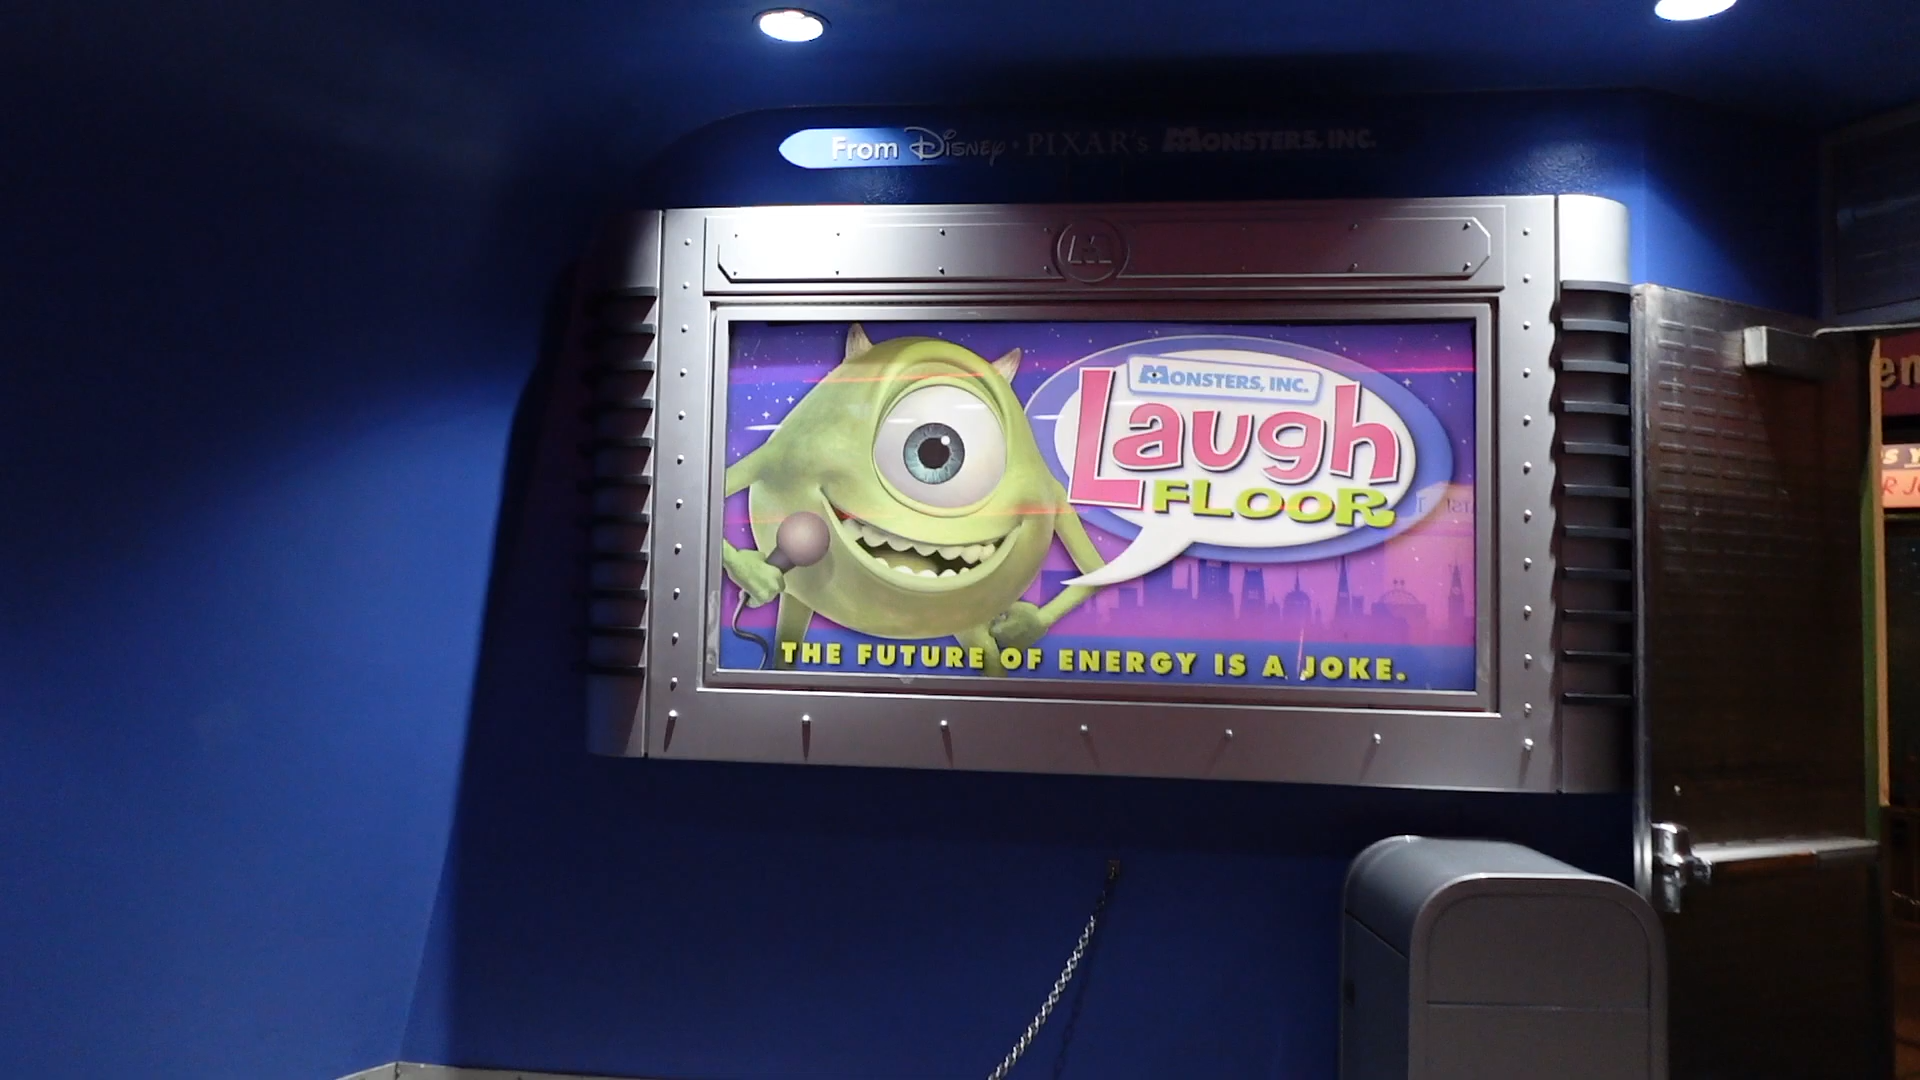 From Disney · PIXAR's MONSTERS, INC.
MONSTERS, INC.
Laugh
FLOOR
THE FUTURE OF ENERGY IS A JOKE.